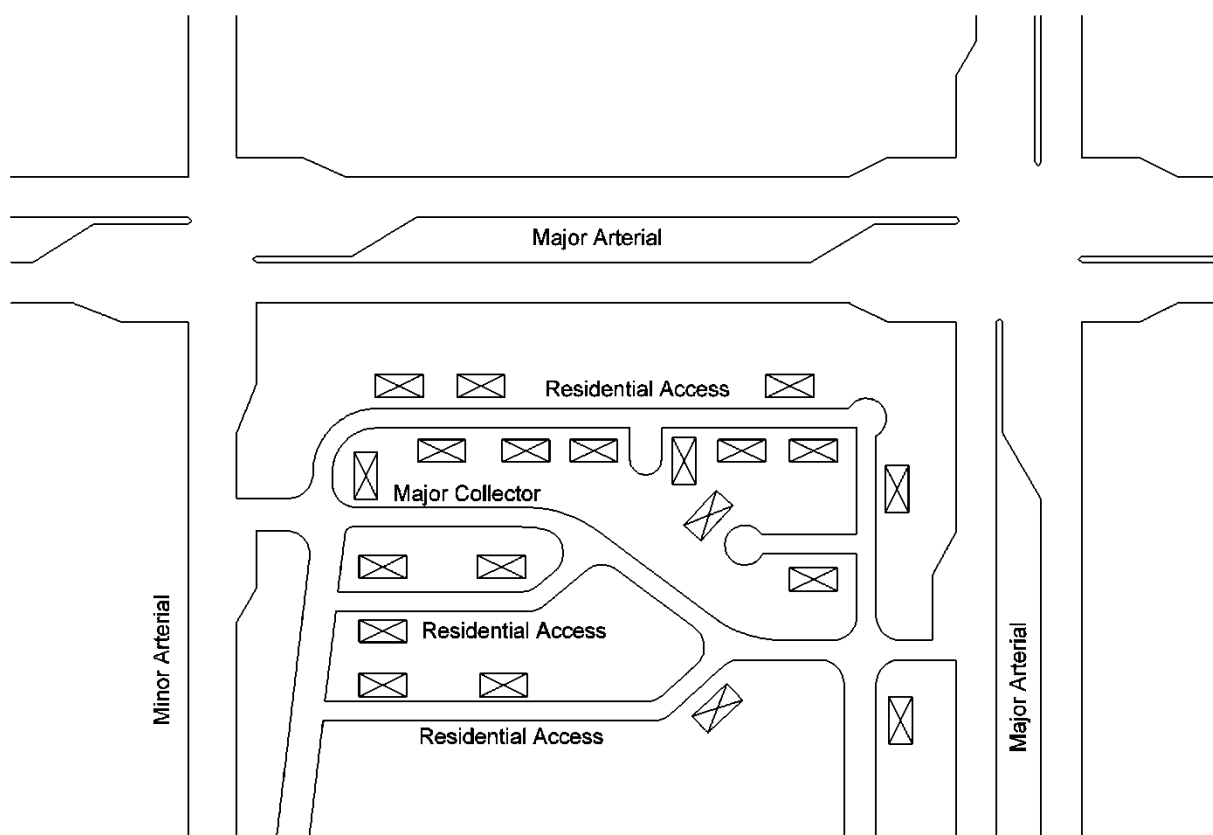 Major Arterial
Residential Access
Major Collector
Minor Arterial
Residential Access
Major Arterial
Residential Access